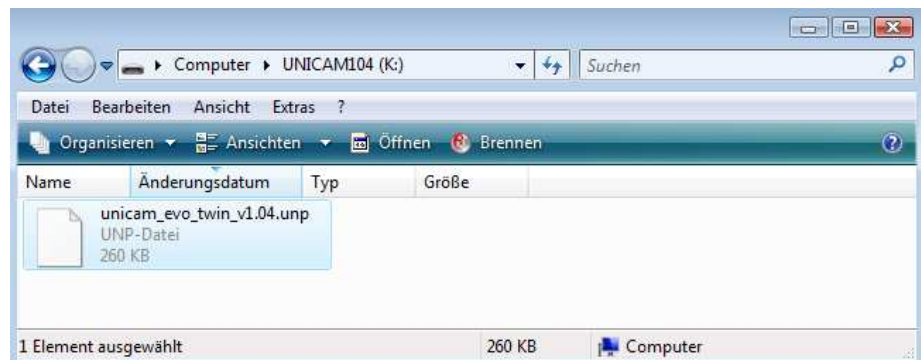 Computer ▸ UNICAM104 (K:) Suchen
Datei Bearbeiten Ansicht Extras ?
Organisieren Ansichten Öffnen Brennen
Name Änderungsdatum Typ Größe
unicam_evo_twin_v1.04.unp
UNP-Datei
260 KB
1 Element ausgewählt 260 KB Computer